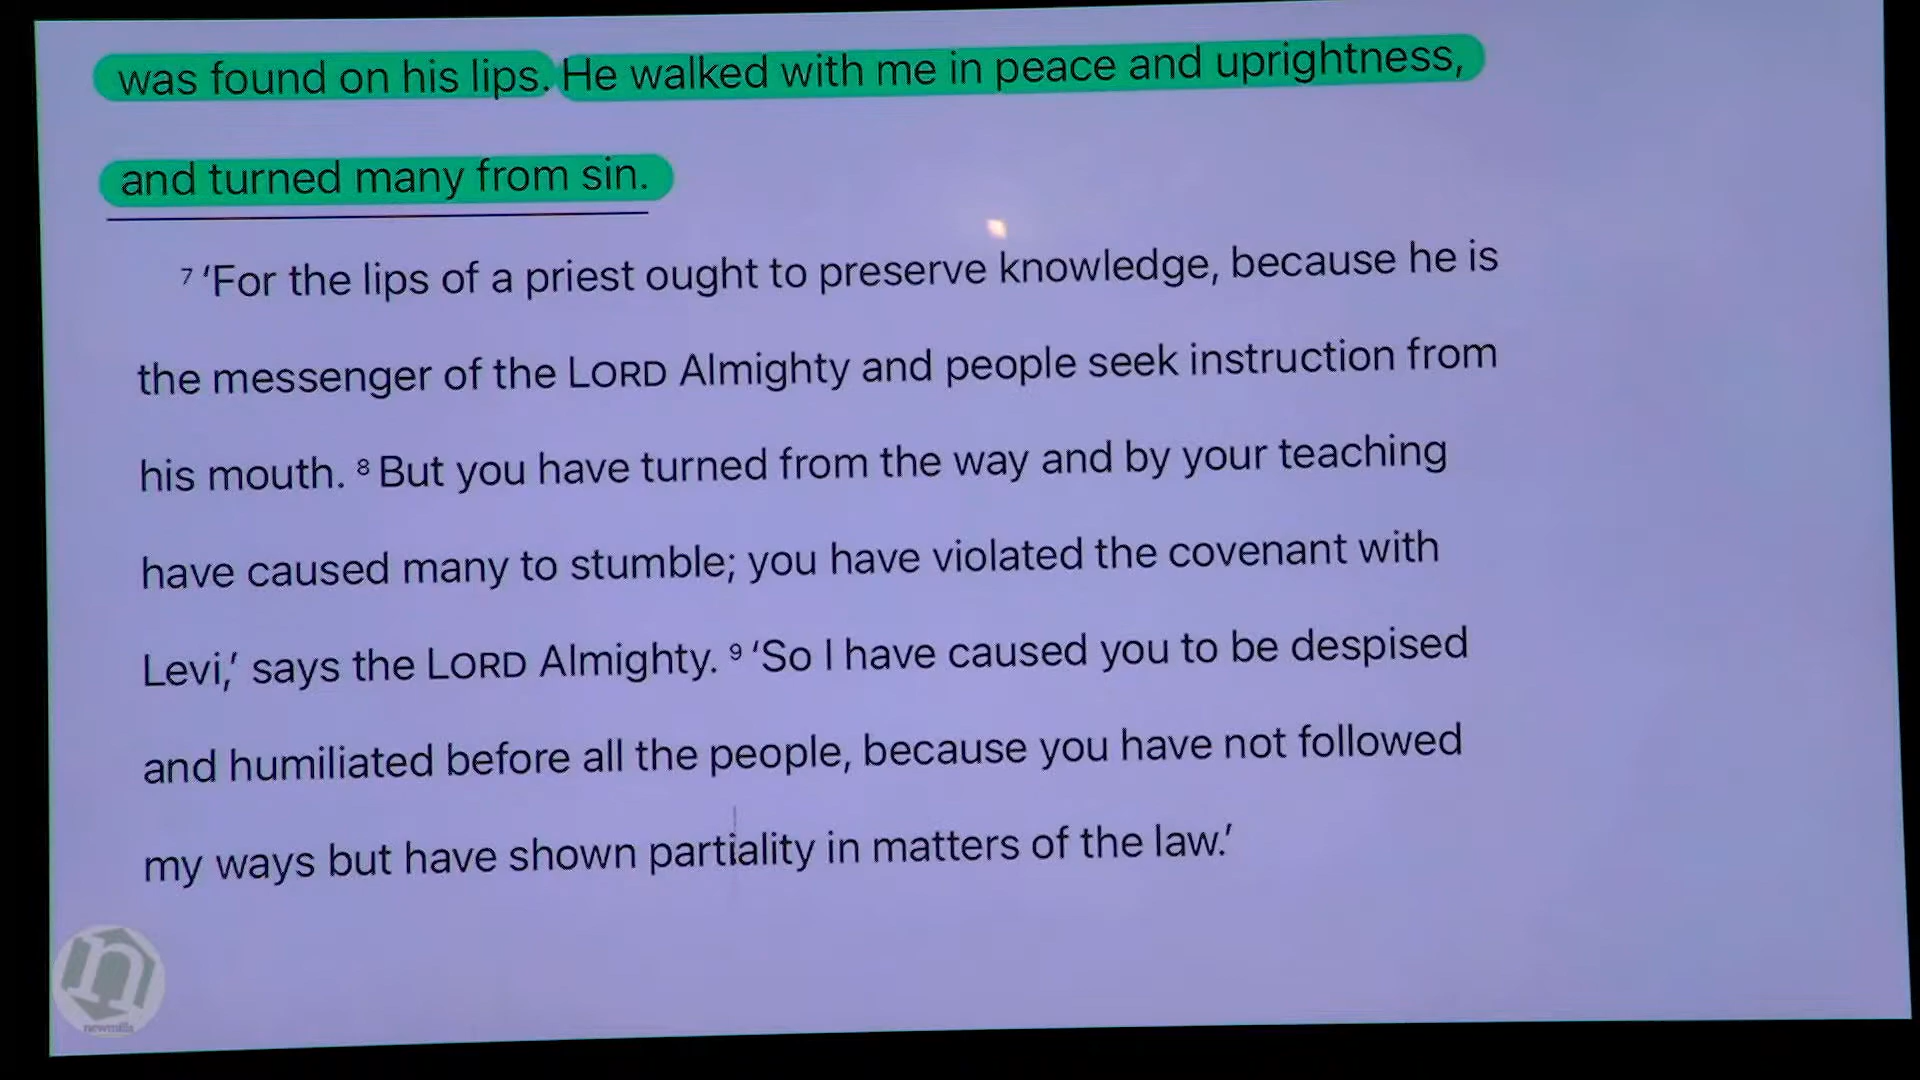 was found on his lips. He walked with me in peace and uprightness,
and turned many from sin.
7 ‘For the lips of a priest ought to preserve knowledge, because he is
the messenger of the LORD Almighty and people seek instruction from
his mouth. 8 But you have turned from the way and by your teaching
have caused many to stumble; you have violated the covenant with
Levi,’ says the LORD Almighty. 9 ‘So I have caused you to be despised
and humiliated before all the people, because you have not followed
my ways but have shown partiality in matters of the law.’
n
newmills